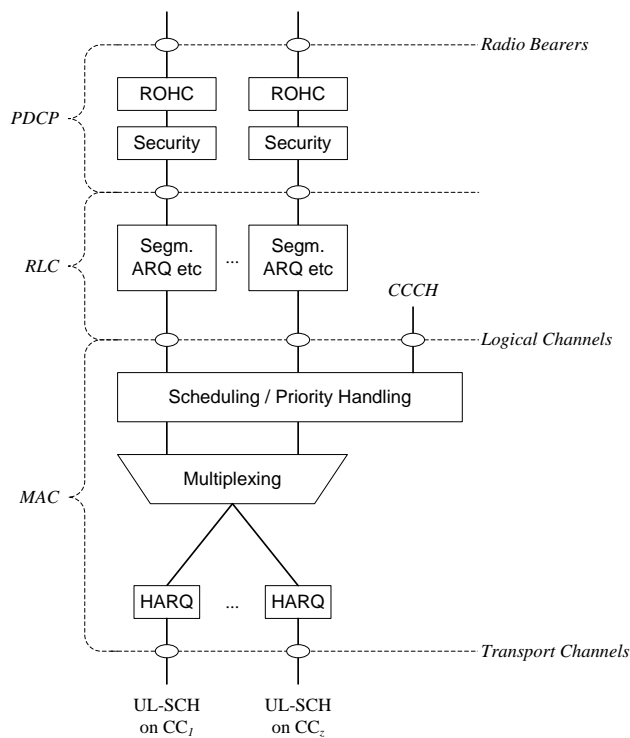 Radio Bearers
ROHC ROHC
PDCP
Security Security
Segm. Segm.
ARQ etc ... ARQ etc
RLC
CCCH
Logical Channels
Scheduling / Priority Handling
Multiplexing
MAC
HARQ ... HARQ
Transport Channels
UL-SCH UL-SCH
on CC1 on CCz